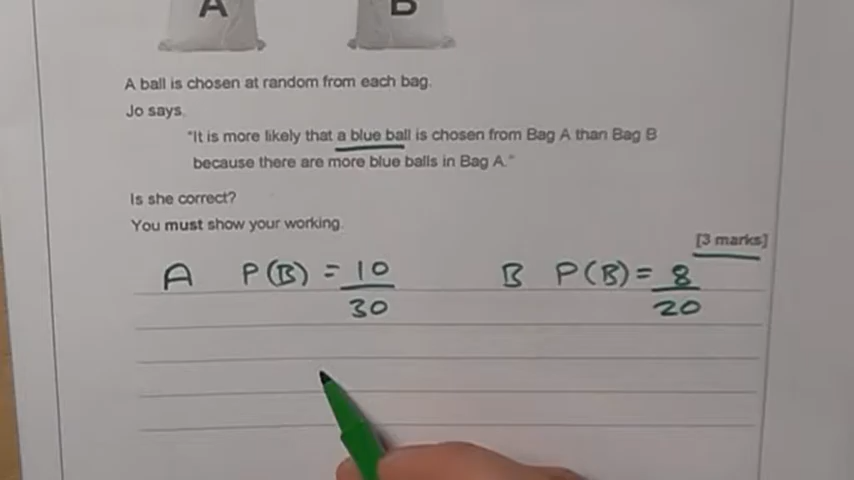 A B
A ball is chosen at random from each bag.
Jo says,
"It is more likely that a blue ball is chosen from Bag A than Bag B
because there are more blue balls in Bag A."
Is she correct?
You must show your working.
[3 marks]
A P(B) = 10/30 B P(B) = 8/20